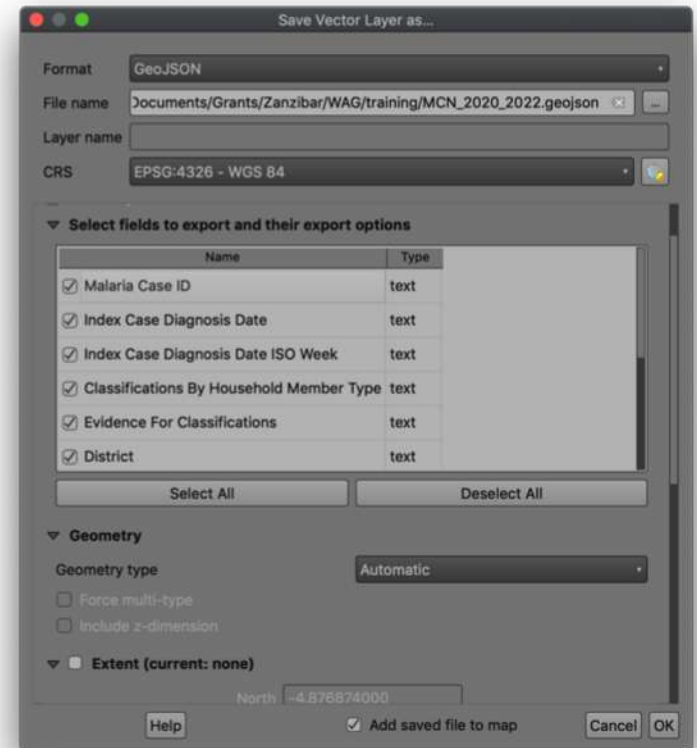 Save Vector Layer as...
Format GeoJSON
File name Documents/Grants/Zanzibar/WAG/training/MCN_2020_2022.geojson ...
Layer name
CRS EPSG:4326 - WGS 84
Select fields to export and their export options
Name Type
Malaria Case ID text
Index Case Diagnosis Date text
Index Case Diagnosis Date ISO Week text
Classifications By Household Member Type text
Evidence For Classifications text
District text
Select All Deselect All
Geometry
Geometry type Automatic
Force multi-type
Include z-dimension
Extent (current: none)
North -4.876874000
Help Add saved file to map Cancel OK